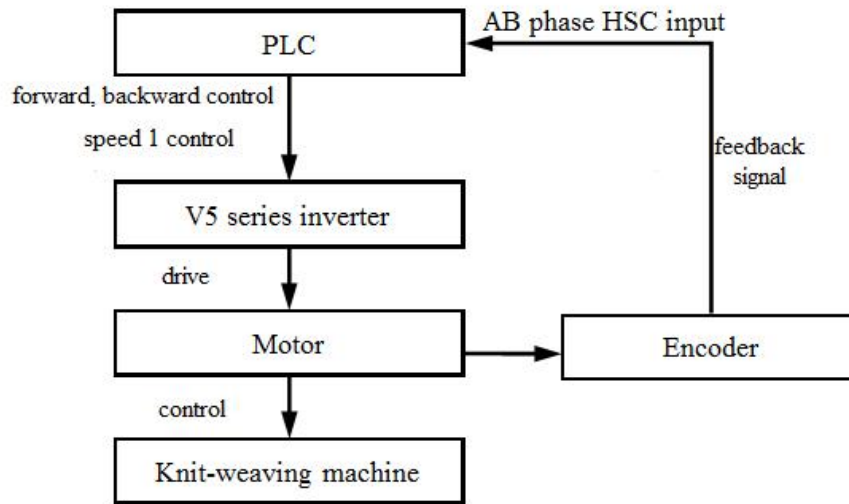 AB phase HSC input
PLC
forward, backward control
speed 1 control
feedback
signal
V5 series inverter
drive
Motor
Encoder
control
Knit-weaving machine